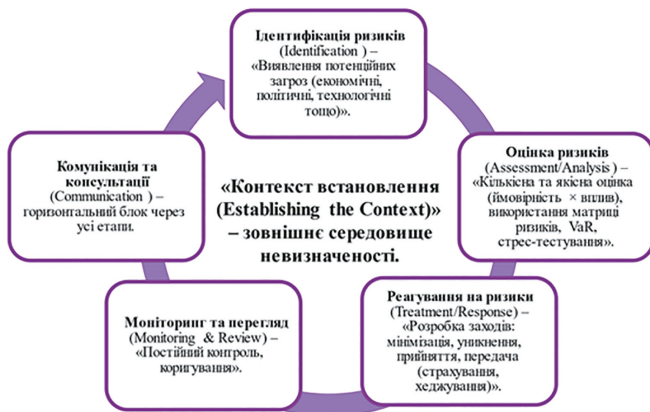 Ідентифікація ризиків
(Identification ) –
«Виявлення потенційних
загроз (економічні,
політичні, технологічні
тощо)».
Оцінка ризиків
(Assessment/Analysis) –
«Кількісна та якісна оцінка
(ймовірність × вплив),
використання матриці
ризиків, VaR,
стрес-тестування».
Реагування на ризики
(Treatment/Response) –
«Розробка заходів:
мінімізація, уникнення,
прийняття, передача
(страхування,
хеджування)».
Моніторинг та перегляд
(Monitoring & Review) –
«Постійний контроль,
коригування».
Комунікація та
консультації
(Communication ) –
горизонтальний блок через
усі етапи.
«Контекст встановлення
(Establishing the Context)»
– зовнішнє середовище
невизначеності.